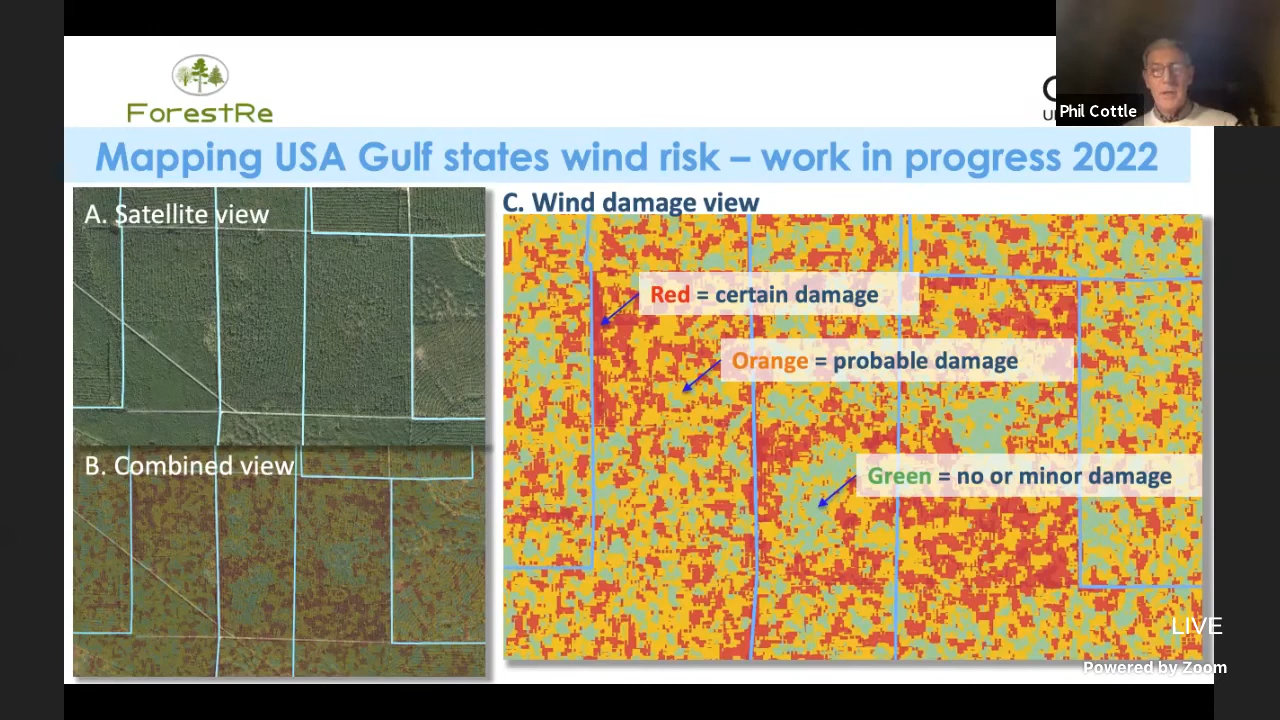 ForestRe
Phil Cottle
Mapping USA Gulf states wind risk – work in progress 2022
A. Satellite view
C. Wind damage view
Red = certain damage
Orange = probable damage
B. Combined view
Green = no or minor damage
LIVE
Powered by Zoom